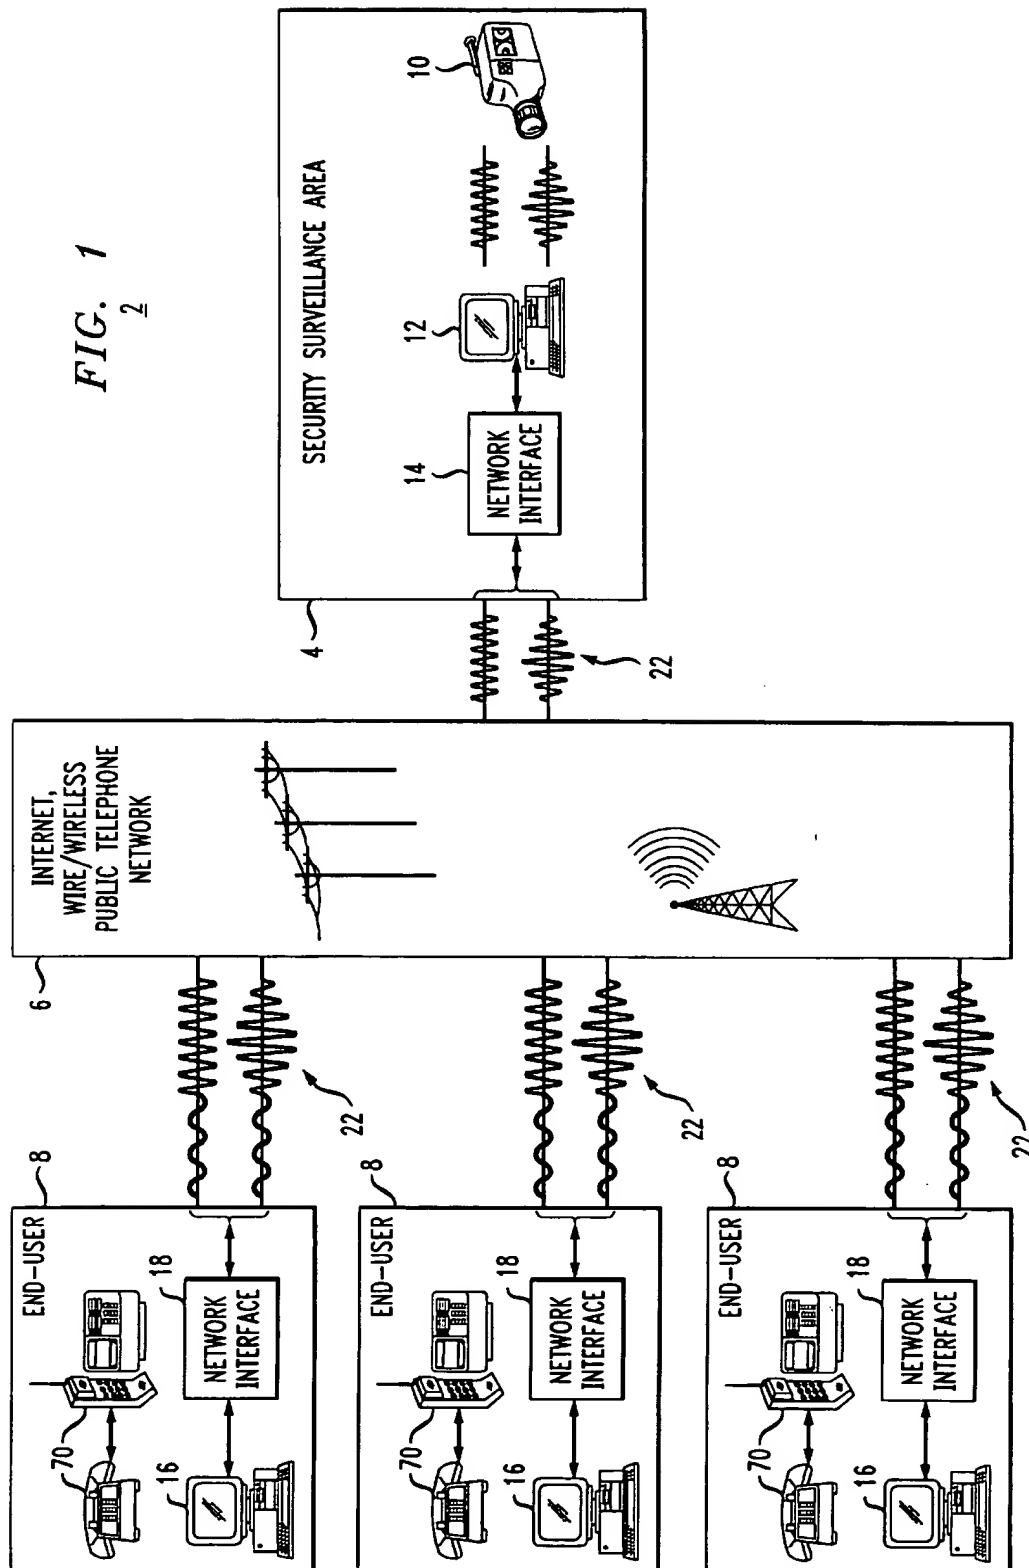 FIG. 1
2
SECURITY SURVEILLANCE AREA
10
12
14
NETWORK
INTERFACE
4
22
INTERNET,
WIRE/WIRELESS
PUBLIC TELEPHONE
NETWORK
6
22
22
22
8
END-USER
18
NETWORK
INTERFACE
70
16
8
END-USER
18
NETWORK
INTERFACE
70
16
8
END-USER
18
NETWORK
INTERFACE
70
16